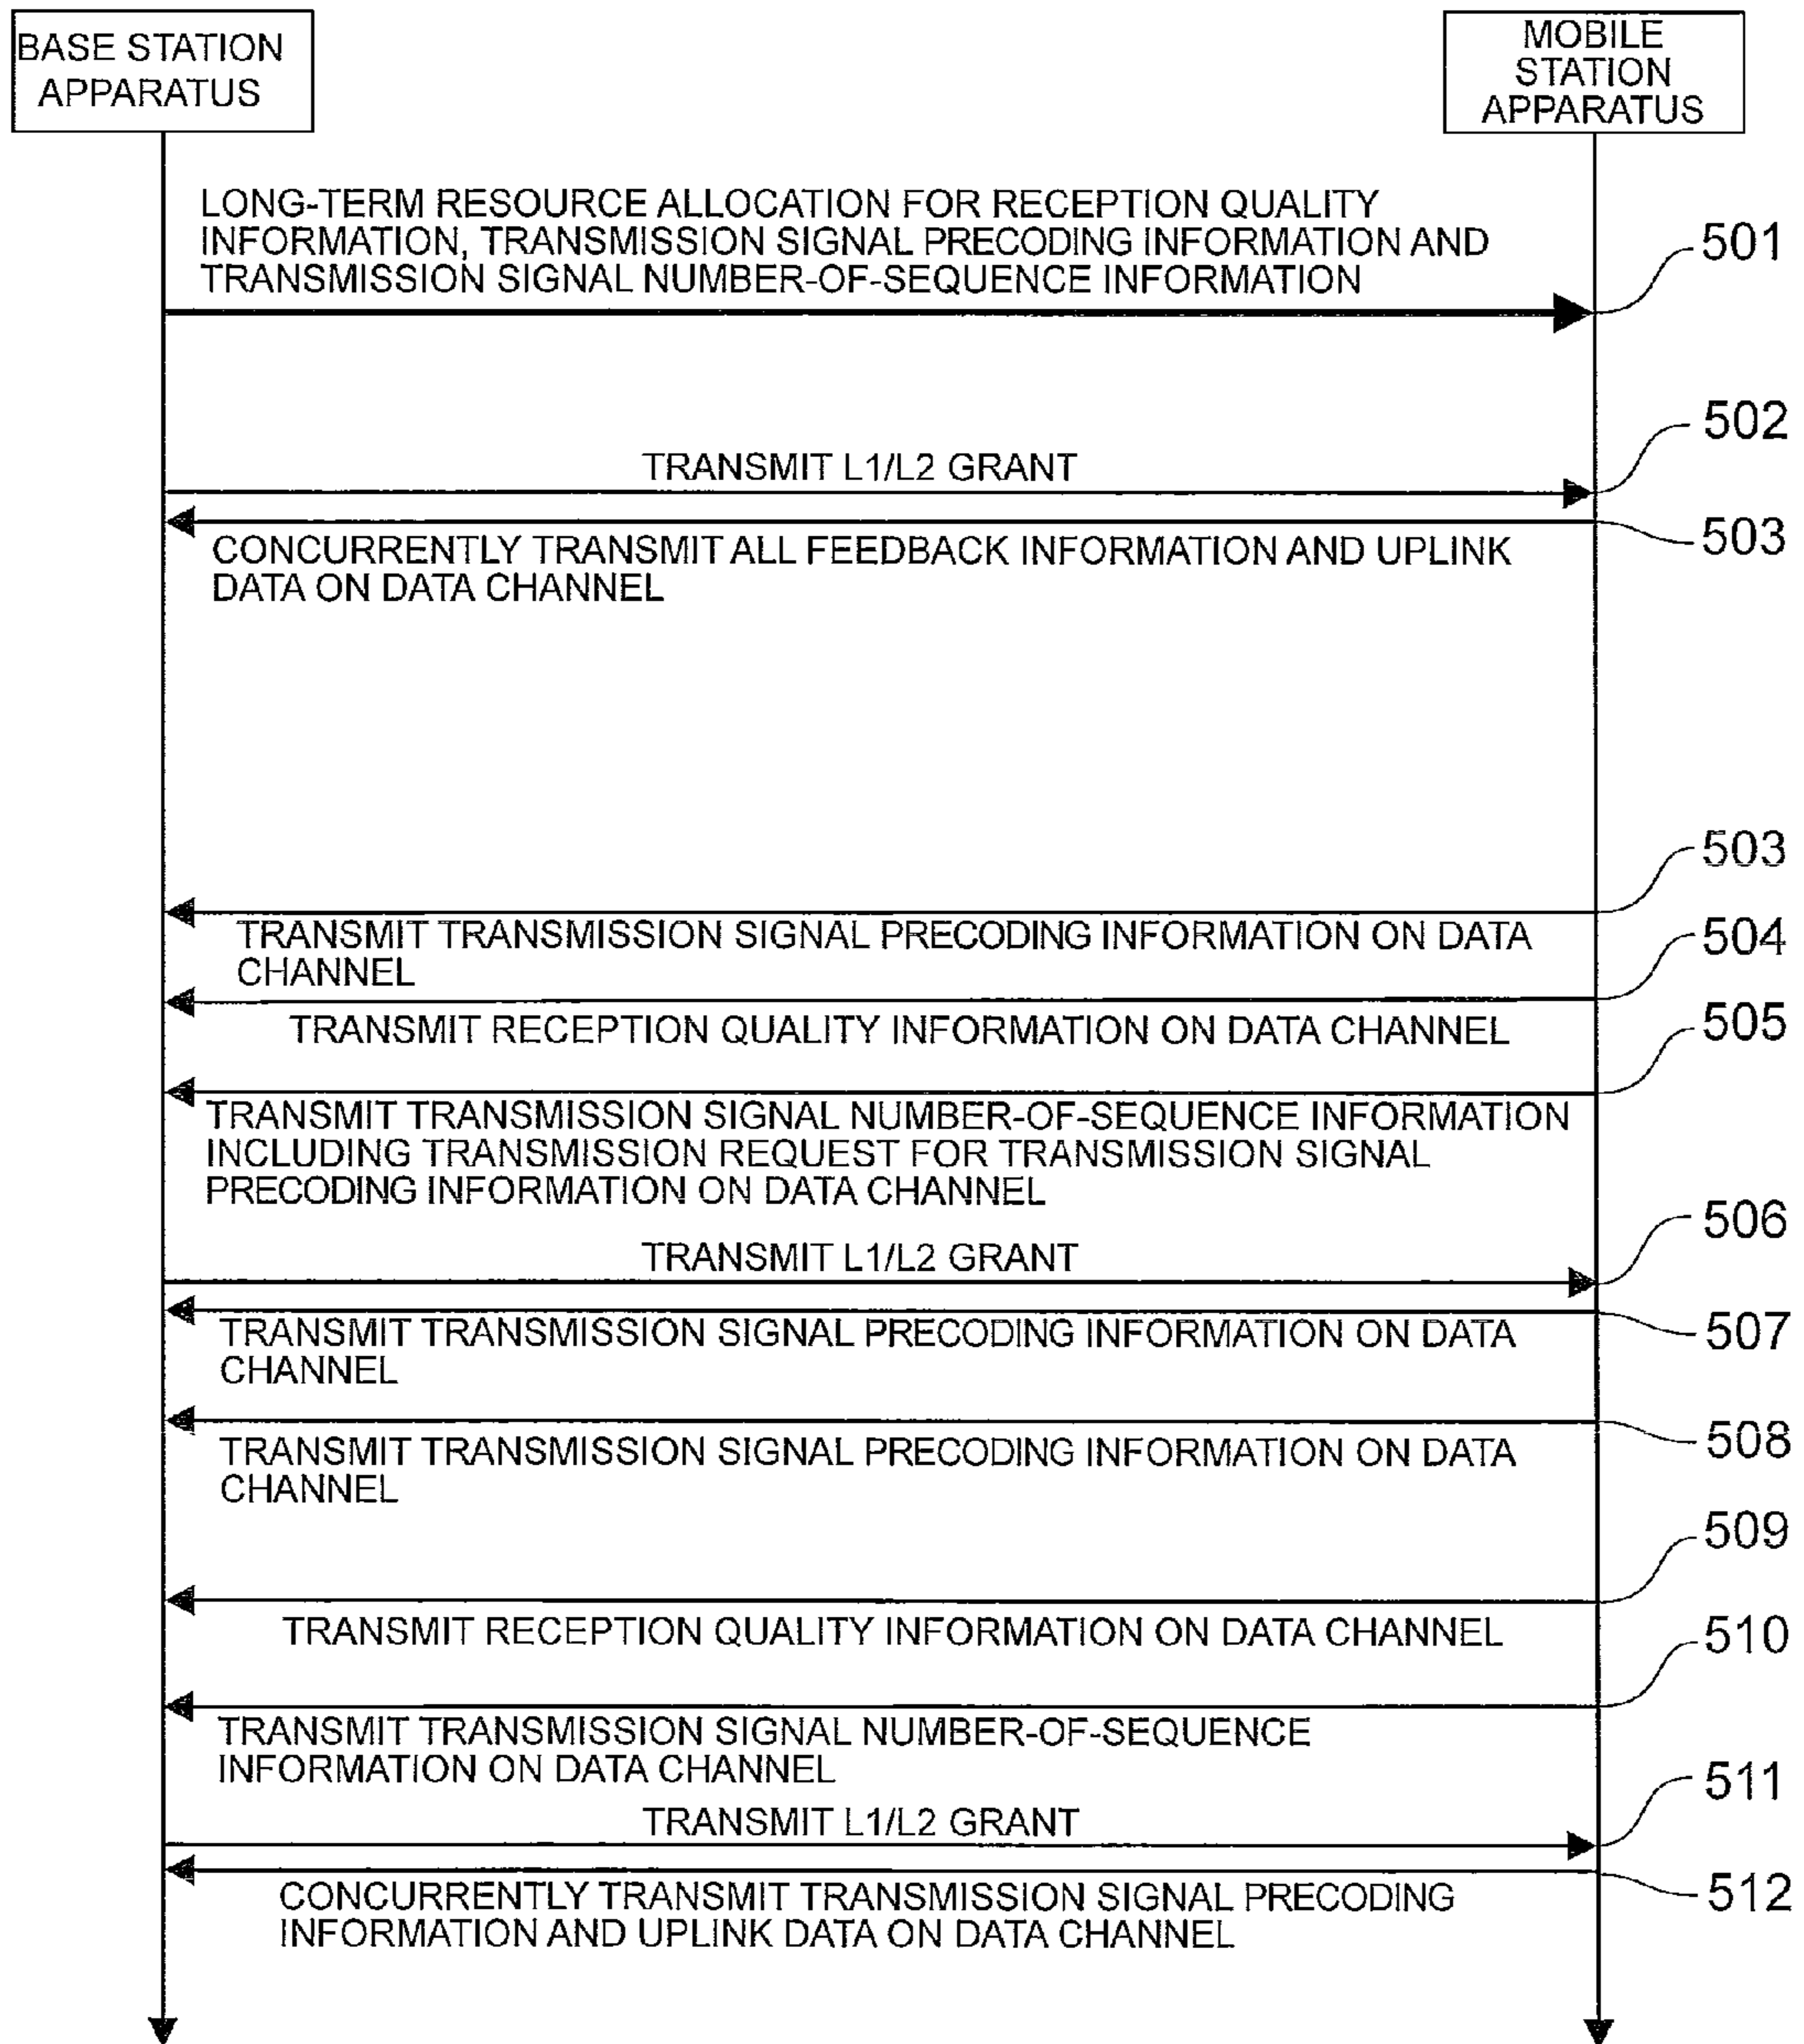 BASE STATION
APPARATUS
MOBILE
STATION
APPARATUS
LONG-TERM RESOURCE ALLOCATION FOR RECEPTION QUALITY
INFORMATION, TRANSMISSION SIGNAL PRECODING INFORMATION AND
TRANSMISSION SIGNAL NUMBER-OF-SEQUENCE INFORMATION
501
502
TRANSMIT L1/L2 GRANT
503
CONCURRENTLY TRANSMIT ALL FEEDBACK INFORMATION AND UPLINK
DATA ON DATA CHANNEL
503
TRANSMIT TRANSMISSION SIGNAL PRECODING INFORMATION ON DATA
CHANNEL
504
TRANSMIT RECEPTION QUALITY INFORMATION ON DATA CHANNEL
505
TRANSMIT TRANSMISSION SIGNAL NUMBER-OF-SEQUENCE INFORMATION
INCLUDING TRANSMISSION REQUEST FOR TRANSMISSION SIGNAL
PRECODING INFORMATION ON DATA CHANNEL
506
TRANSMIT L1/L2 GRANT
507
TRANSMIT TRANSMISSION SIGNAL PRECODING INFORMATION ON DATA
CHANNEL
508
TRANSMIT TRANSMISSION SIGNAL PRECODING INFORMATION ON DATA
CHANNEL
509
TRANSMIT RECEPTION QUALITY INFORMATION ON DATA CHANNEL
510
TRANSMIT TRANSMISSION SIGNAL NUMBER-OF-SEQUENCE
INFORMATION ON DATA CHANNEL
511
TRANSMIT L1/L2 GRANT
512
CONCURRENTLY TRANSMIT TRANSMISSION SIGNAL PRECODING
INFORMATION AND UPLINK DATA ON DATA CHANNEL